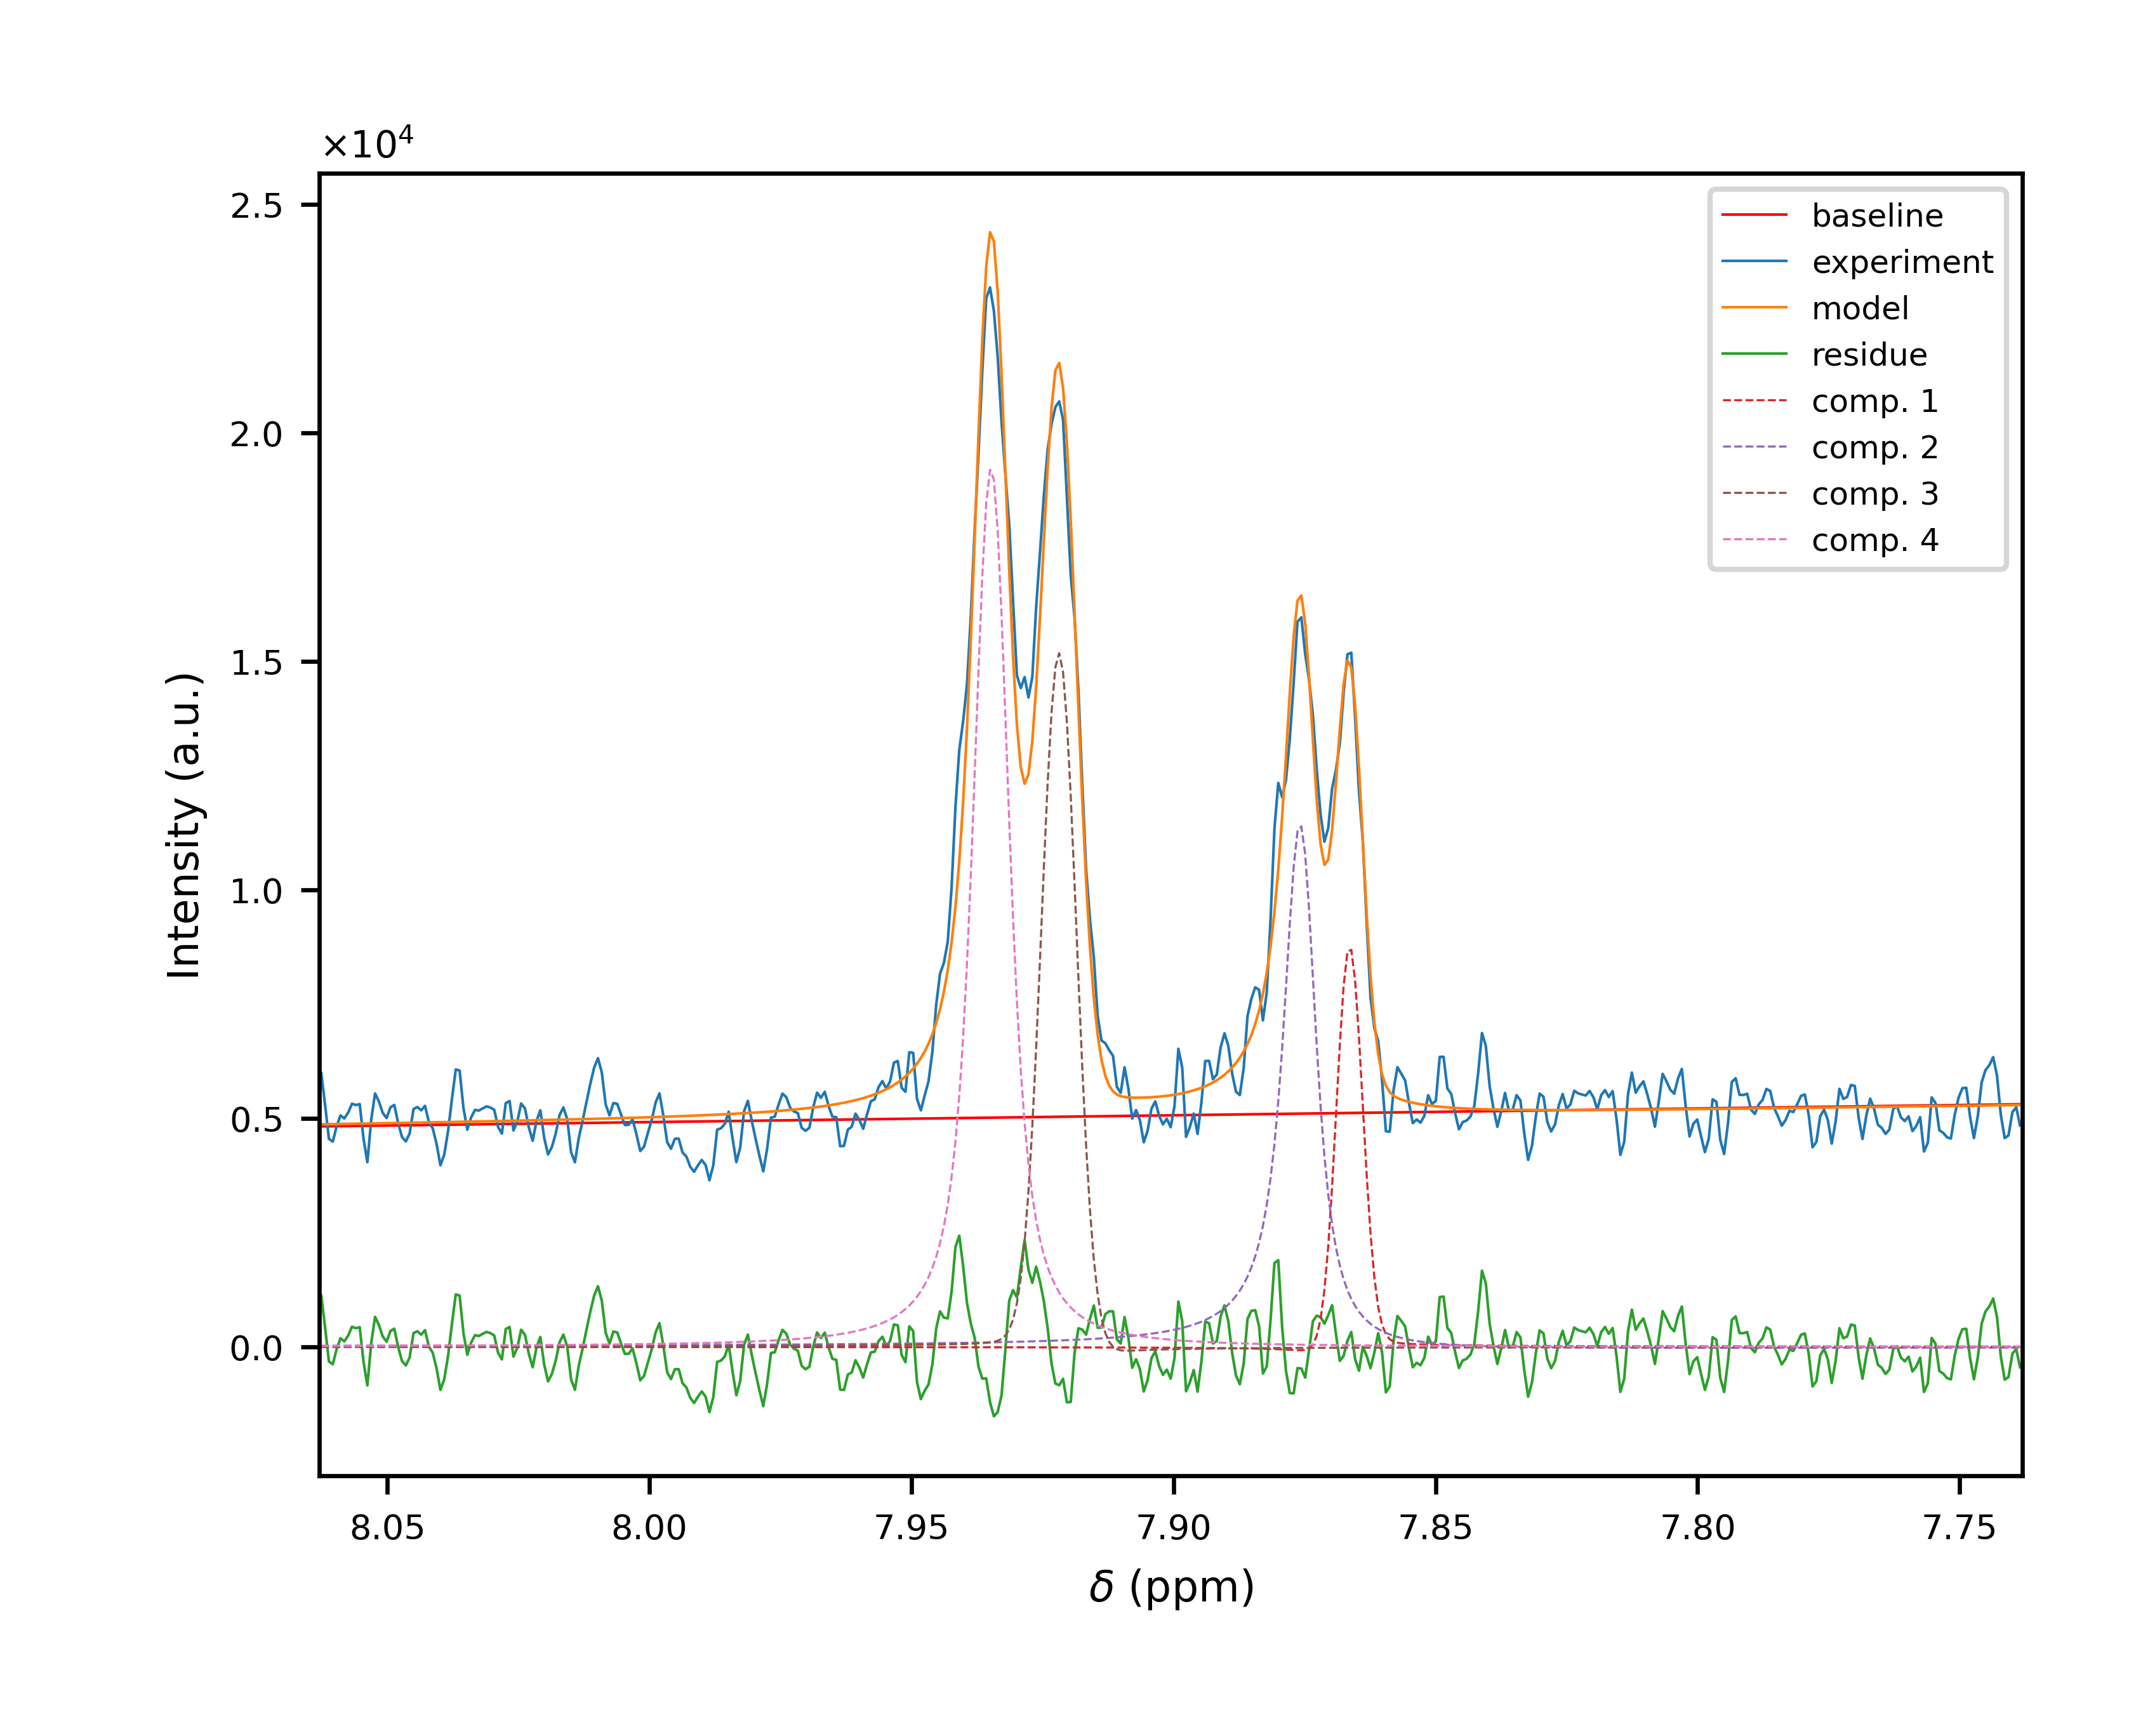 ×10⁴
2.5
2.0
1.5
1.0
0.5
0.0
Intensity (a.u.)
baseline
experiment
model
residue
comp. 1
comp. 2
comp. 3
comp. 4
8.05 8.00 7.95 7.90 7.85 7.80 7.75
δ (ppm)